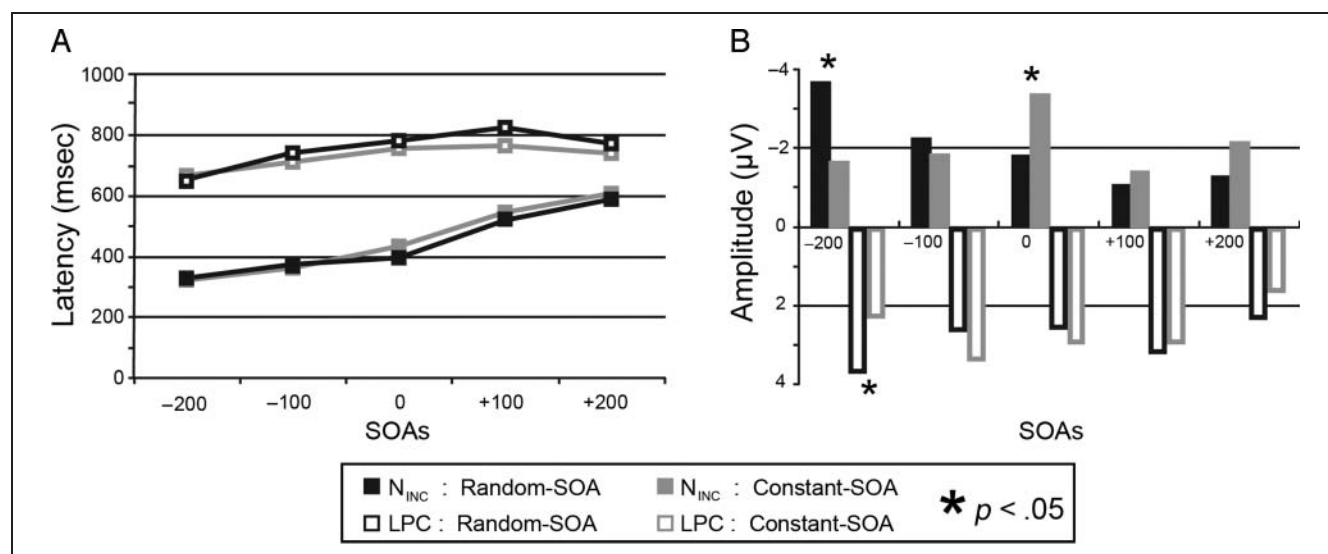 A
1000
800
600
400
200
0
Latency (msec)
−200 −100 0 +100 +200
SOAs
B
−4
−2
0
2
4
Amplitude (µV)
* *
−200 −100 0 +100 +200
*
SOAs
N_INC : Random-SOA N_INC : Constant-SOA
LPC : Random-SOA LPC : Constant-SOA
* p < .05